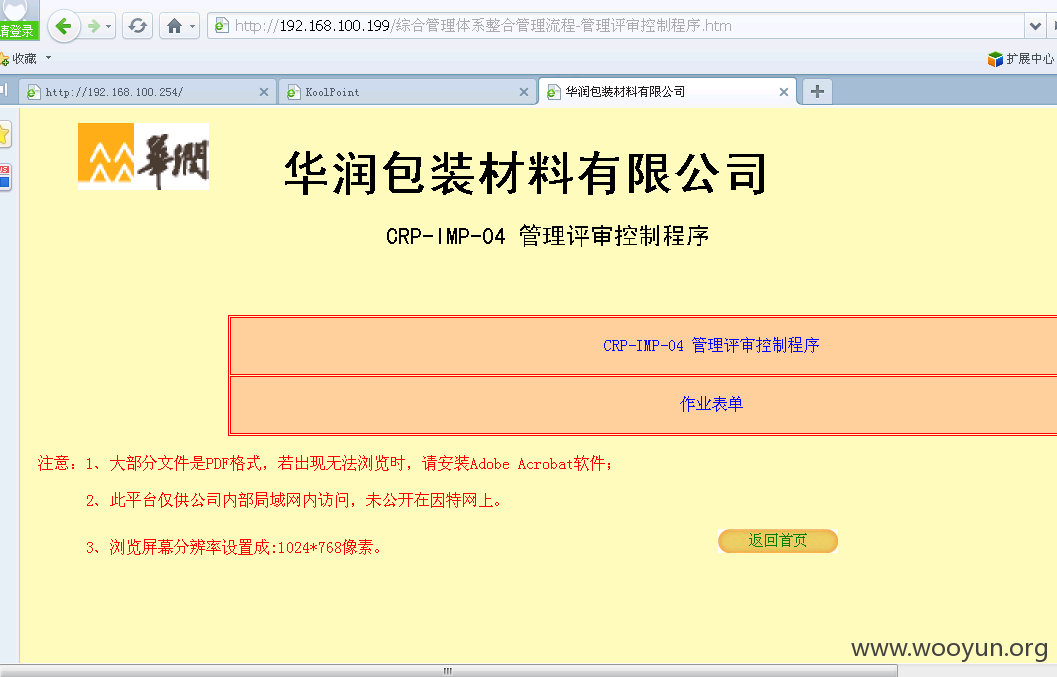 请登录
http://192.168.100.199/综合管理体系整合管理流程-管理评审控制程序.htm
收藏
扩展中心
http://192.168.100.254/
KoolPoint
华润包装材料有限公司
華潤
华润包装材料有限公司
CRP-IMP-04 管理评审控制程序
CRP-IMP-04 管理评审控制程序
作业表单
注意：1、大部分文件是PDF格式，若出现无法浏览时，请安装Adobe Acrobat软件；
2、此平台仅供公司内部局域网内访问，未公开在因特网上。
3、浏览屏幕分辨率设置成:1024*768像素。
返回首页
www.wooyun.org